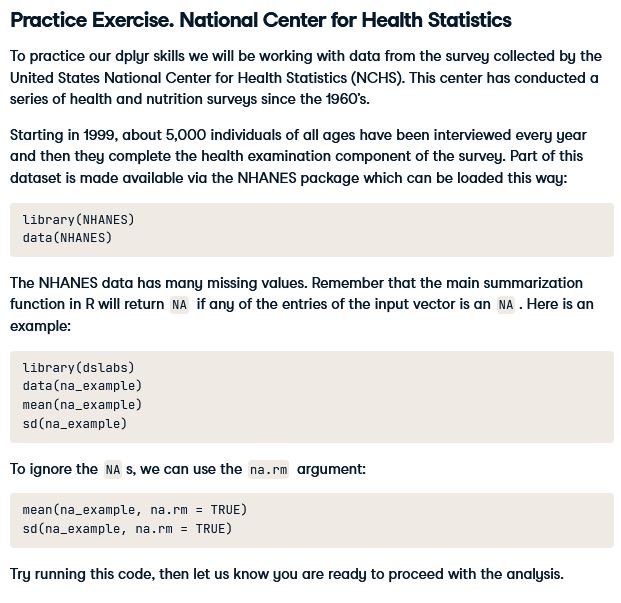 Practice Exercise. National Center for Health Statistics
To practice our dplyr skills we will be working with data from the survey collected by the
United States National Center for Health Statistics (NCHS). This center has conducted a
series of health and nutrition surveys since the 1960's.
Starting in 1999, about 5,000 individuals of all ages have been interviewed every year
and then they complete the health examination component of the survey. Part of this
dataset is made available via the NHANES package which can be loaded this way:
library(NHANES)
data(NHANES)
The NHANES data has many missing values. Remember that the main summarization
function in R will return NA if any of the entries of the input vector is an NA . Here is an
example:
library(dslabs)
data(na_example)
mean(na_example)
sd(na_example)
To ignore the NA s, we can use the na.rm argument:
mean(na_example, na.rm = TRUE)
sd(na_example, na.rm = TRUE)
Try running this code, then let us know you are ready to proceed with the analysis.